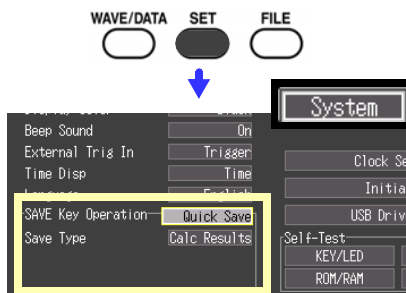 WAVE/DATA SET FILE
System
Beep Sound On
External Trig In Trigger
Time Disp Time
Language English
SAVE Key Operation Quick Save
Save Type Calc Results
Clock Se
Initia
USB Driv
Self-Test
KEY/LED
ROM/RAM